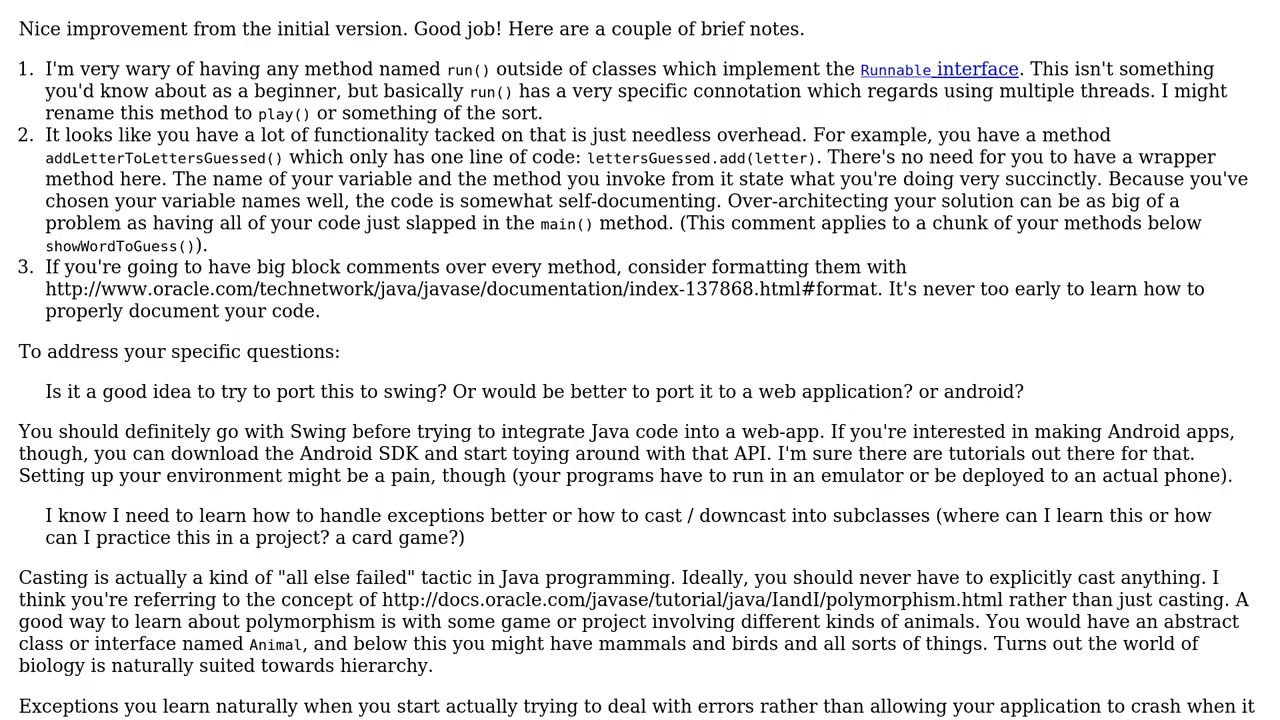 Nice improvement from the initial version. Good job! Here are a couple of brief notes.
1. I'm very wary of having any method named run() outside of classes which implement the Runnable interface. This isn't something
you'd know about as a beginner, but basically run() has a very specific connotation which regards using multiple threads. I might
rename this method to play() or something of the sort.
2. It looks like you have a lot of functionality tacked on that is just needless overhead. For example, you have a method
addLetterToLettersGuessed() which only has one line of code: lettersGuessed.add(letter). There's no need for you to have a wrapper
method here. The name of your variable and the method you invoke from it state what you're doing very succinctly. Because you've
chosen your variable names well, the code is somewhat self-documenting. Over-architecting your solution can be as big of a
problem as having all of your code just slapped in the main() method. (This comment applies to a chunk of your methods below
showWordToGuess()).
3. If you're going to have big block comments over every method, consider formatting them with
http://www.oracle.com/technetwork/java/javase/documentation/index-137868.html#format. It's never too early to learn how to
properly document your code.
To address your specific questions:
Is it a good idea to try to port this to swing? Or would be better to port it to a web application? or android?
You should definitely go with Swing before trying to integrate Java code into a web-app. If you're interested in making Android apps,
though, you can download the Android SDK and start toying around with that API. I'm sure there are tutorials out there for that.
Setting up your environment might be a pain, though (your programs have to run in an emulator or be deployed to an actual phone).
I know I need to learn how to handle exceptions better or how to cast / downcast into subclasses (where can I learn this or how
can I practice this in a project? a card game?)
Casting is actually a kind of "all else failed" tactic in Java programming. Ideally, you should never have to explicitly cast anything. I
think you're referring to the concept of http://docs.oracle.com/javase/tutorial/java/IandI/polymorphism.html rather than just casting. A
good way to learn about polymorphism is with some game or project involving different kinds of animals. You would have an abstract
class or interface named Animal, and below this you might have mammals and birds and all sorts of things. Turns out the world of
biology is naturally suited towards hierarchy.
Exceptions you learn naturally when you start actually trying to deal with errors rather than allowing your application to crash when it